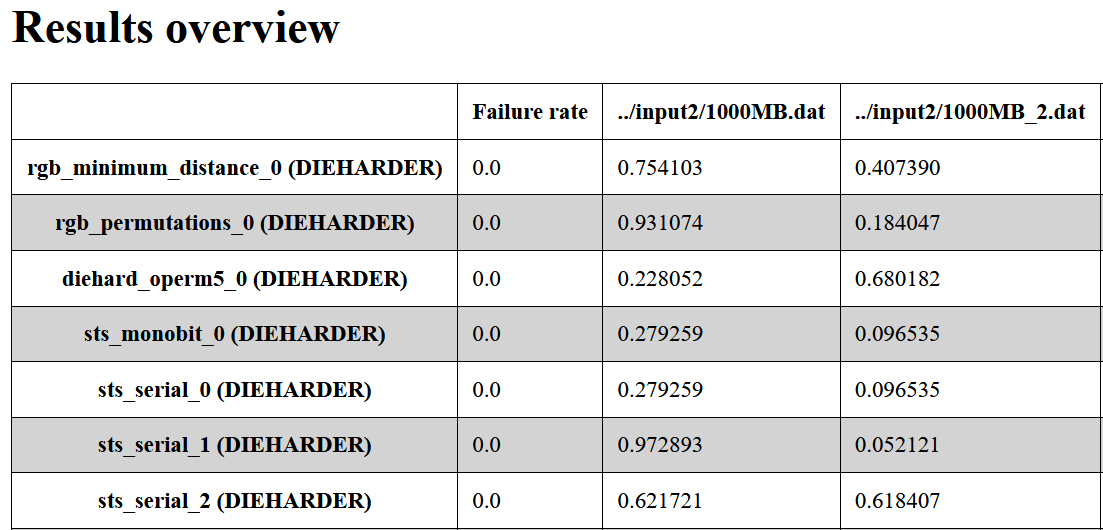 Results overview
Failure rate ../input2/1000MB.dat ../input2/1000MB_2.dat
rgb_minimum_distance_0 (DIEHARDER) 0.0 0.754103 0.407390
rgb_permutations_0 (DIEHARDER) 0.0 0.931074 0.184047
diehard_operm5_0 (DIEHARDER) 0.0 0.228052 0.680182
sts_monobit_0 (DIEHARDER) 0.0 0.279259 0.096535
sts_serial_0 (DIEHARDER) 0.0 0.279259 0.096535
sts_serial_1 (DIEHARDER) 0.0 0.972893 0.052121
sts_serial_2 (DIEHARDER) 0.0 0.621721 0.618407